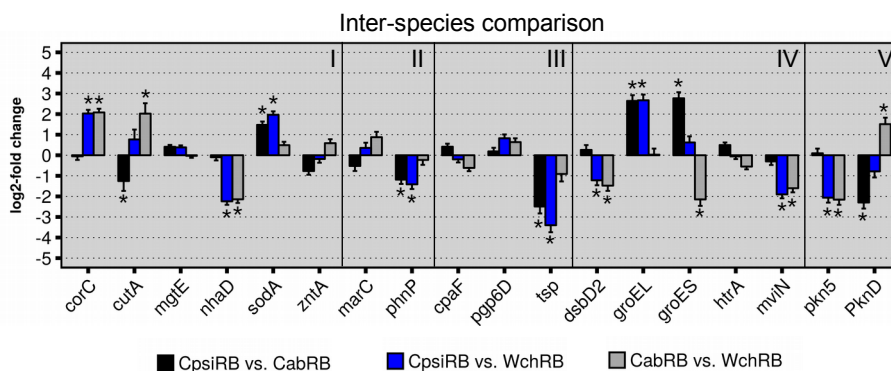 Inter-species comparison
I II III IV V
5
4
3
2
1
0
-1
-2
-3
-4
-5
log2-fold change
* * * * * * * * * * * * * * * * * * * * * * *
corC cutA mgtE nhaD sodA zntA marC phnP cpaF pgp6D tsp dsbD2 groEL groES htrA mviN pkn5 PknD
CpsiRB vs. CabRB CpsiRB vs. WchRB CabRB vs. WchRB